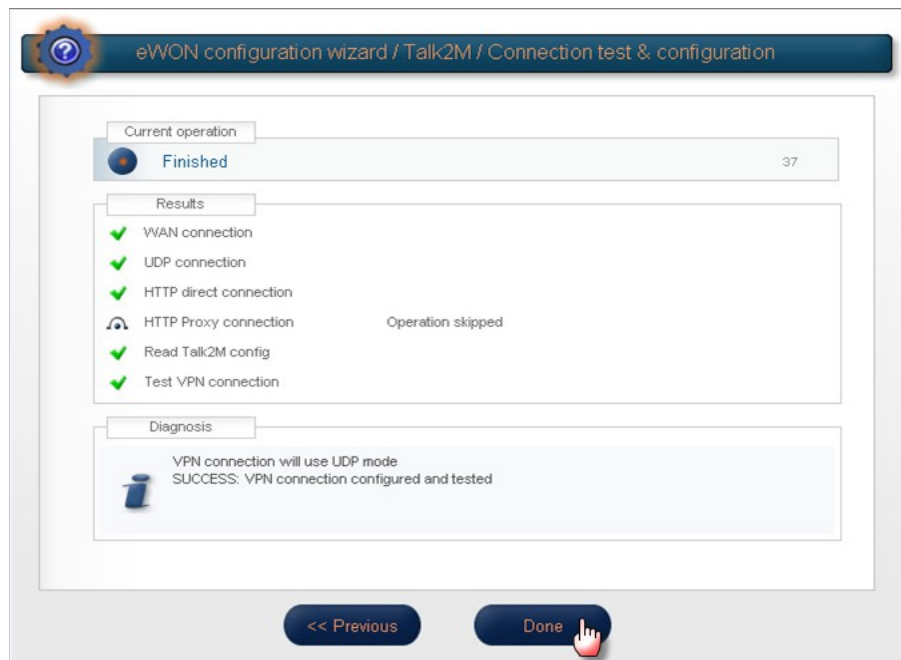 eWON configuration wizard / Talk2M / Connection test & configuration
Current operation
Finished 37
Results
WAN connection
UDP connection
HTTP direct connection
HTTP Proxy connection Operation skipped
Read Talk2M config
Test VPN connection
Diagnosis
VPN connection will use UDP mode
SUCCESS: VPN connection configured and tested
<< Previous Done